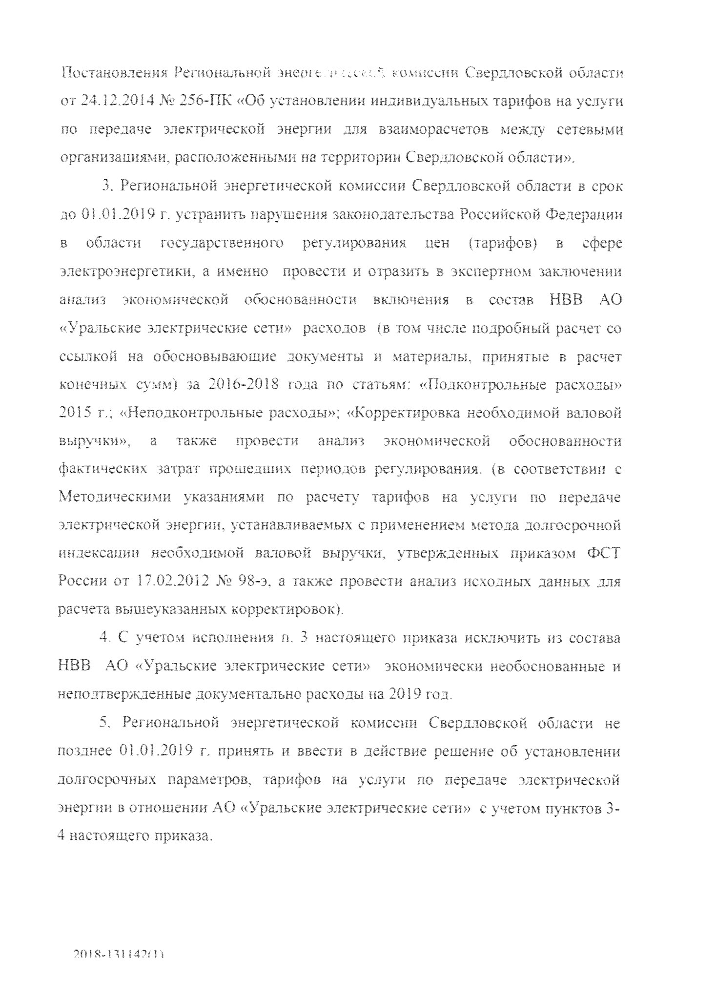 Постановления Региональной энергетической комиссии Свердловской области
от 24.12.2014 № 256-ПК «Об установлении индивидуальных тарифов на услуги
по передаче электрической энергии для взаиморасчетов между сетевыми
организациями, расположенными на территории Свердловской области».
3. Региональной энергетической комиссии Свердловской области в срок
до 01.01.2019 г. устранить нарушения законодательства Российской Федерации
в области государственного регулирования цен (тарифов) в сфере
электроэнергетики, а именно провести и отразить в экспертном заключении
анализ экономической обоснованности включения в состав НВВ АО
«Уральские электрические сети» расходов (в том числе подробный расчет со
ссылкой на обосновывающие документы и материалы, принятые в расчет
конечных сумм) за 2016-2018 года по статьям: «Подконтрольные расходы»
2015 г.; «Неподконтрольные расходы»; «Корректировка необходимой валовой
выручки», а также провести анализ экономической обоснованности
фактических затрат прошедших периодов регулирования. (в соответствии с
Методическими указаниями по расчету тарифов на услуги по передаче
электрической энергии, устанавливаемых с применением метода долгосрочной
индексации необходимой валовой выручки, утвержденных приказом ФСТ
России от 17.02.2012 № 98-э, а также провести анализ исходных данных для
расчета вышеуказанных корректировок).
4. С учетом исполнения п. 3 настоящего приказа исключить из состава
НВВ АО «Уральские электрические сети» экономически необоснованные и
неподтвержденные документально расходы на 2019 год.
5. Региональной энергетической комиссии Свердловской области не
позднее 01.01.2019 г. принять и ввести в действие решение об установлении
долгосрочных параметров, тарифов на услуги по передаче электрической
энергии в отношении АО «Уральские электрические сети» с учетом пунктов 3-
4 настоящего приказа.
2018-131142(1)